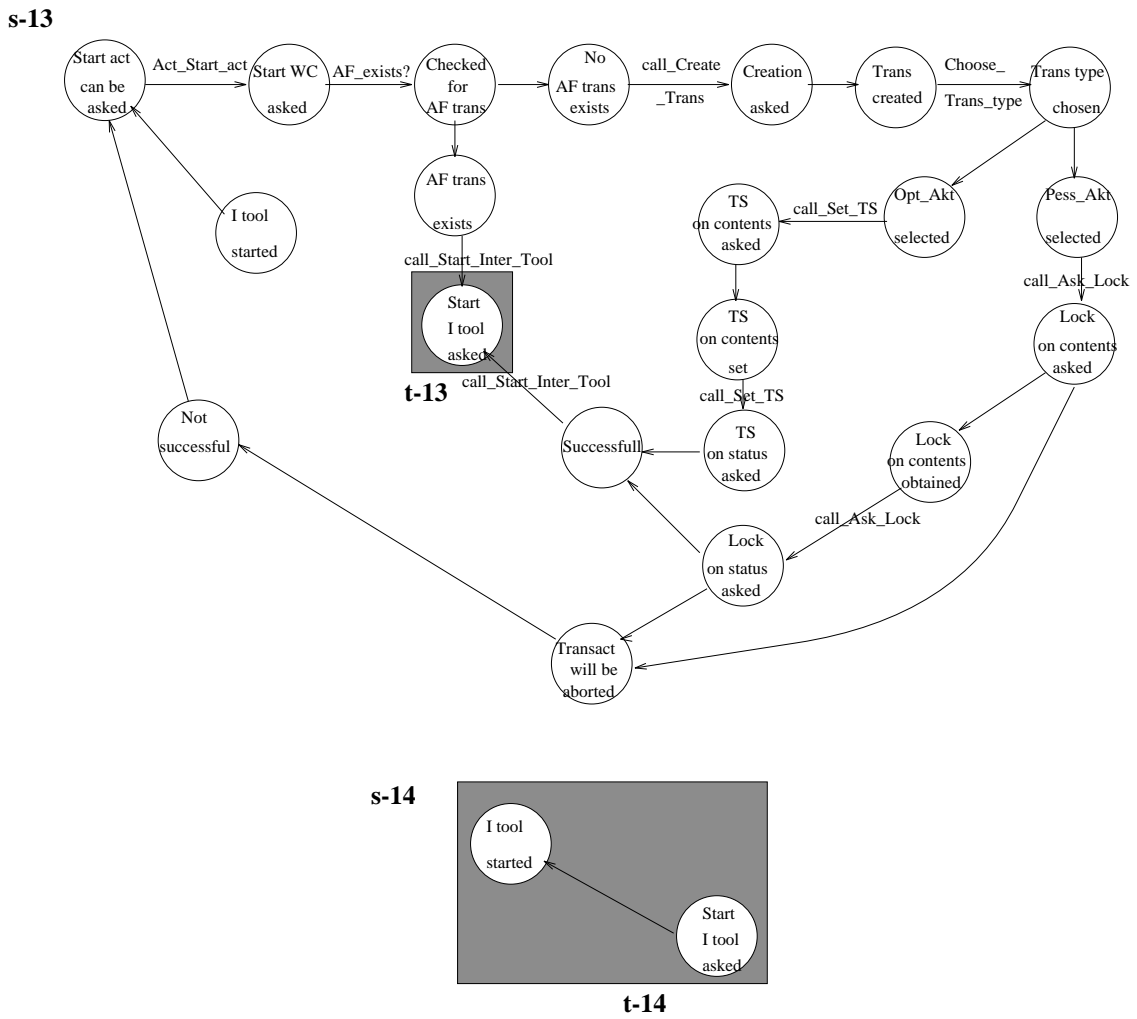 s-13
Start act
can be
asked
Act_Start_act
Start WC
asked
AF_exists?
Checked
for
AF trans
No
AF trans
exists
call_Create
_Trans
Creation
asked
Trans
created
Choose_
Trans_type
Trans type
chosen
I tool
started
AF trans
exists
call_Start_Inter_Tool
TS
on contents
asked
call_Set_TS
Opt_Akt
selected
Pess_Akt
selected
call_Ask_Lock
Start
I tool
asked
t-13
call_Start_Inter_Tool
TS
on contents
set
call_Set_TS
Lock
on contents
asked
Not
successful
Successfull
TS
on status
asked
Lock
on contents
obtained
call_Ask_Lock
Lock
on status
asked
Transact
will be
aborted
s-14
I tool
started
Start
I tool
asked
t-14